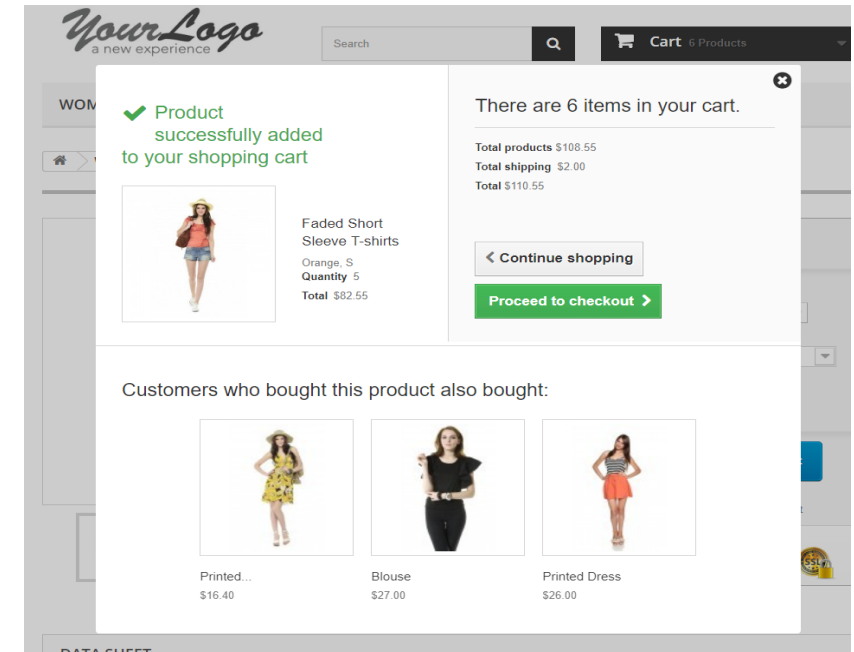 YourLogo
a new experience
Search
Cart 6 Products
WOM
Product
successfully added
to your shopping cart
Faded Short
Sleeve T-shirts
Orange, S
Quantity 5
Total $82.55
There are 6 items in your cart.
Total products $108.55
Total shipping $2.00
Total $110.55
Continue shopping
Proceed to checkout
Customers who bought this product also bought:
Printed...
$16.40
Blouse
$27.00
Printed Dress
$26.00
SSL
DATA SHEET